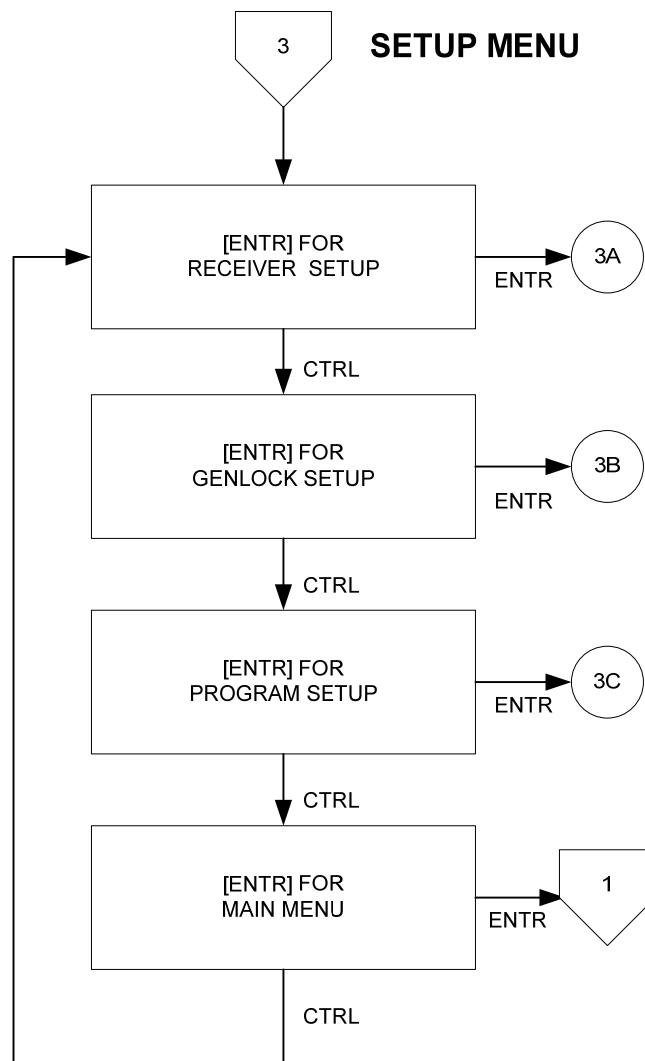 3
SETUP MENU
[ENTR] FOR
RECEIVER SETUP
ENTR
3A
CTRL
[ENTR] FOR
GENLOCK SETUP
ENTR
3B
CTRL
[ENTR] FOR
PROGRAM SETUP
ENTR
3C
CTRL
[ENTR] FOR
MAIN MENU
ENTR
1
CTRL